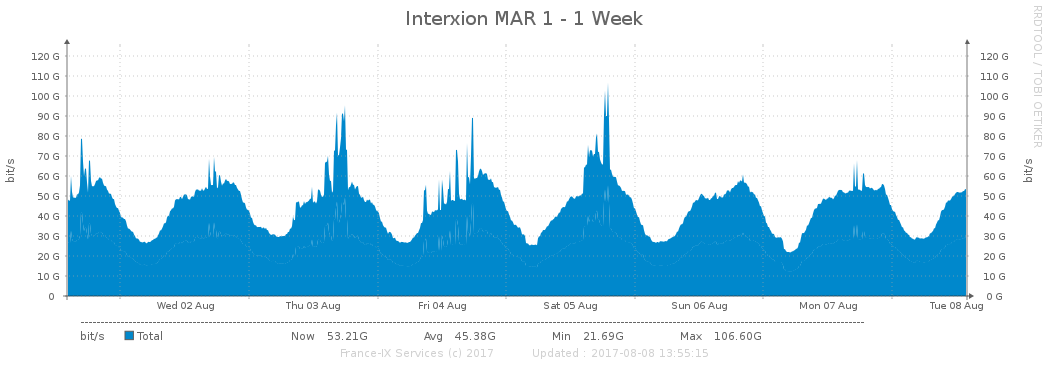 Interxion MAR 1 - 1 Week
RRDTOOL / TOBI OETIKER
120 G 120 G
110 G 110 G
100 G 100 G
90 G 90 G
80 G 80 G
70 G 70 G
60 G 60 G
50 G 50 G
40 G 40 G
30 G 30 G
20 G 20 G
10 G 10 G
0 0 G
bit/s bit/s
Wed 02 Aug Thu 03 Aug Fri 04 Aug Sat 05 Aug Sun 06 Aug Mon 07 Aug Tue 08 Aug
bit/s Total Now 53.21G Avg 45.38G Min 21.69G Max 106.60G
France-IX Services (c) 2017 Updated : 2017-08-08 13:55:15